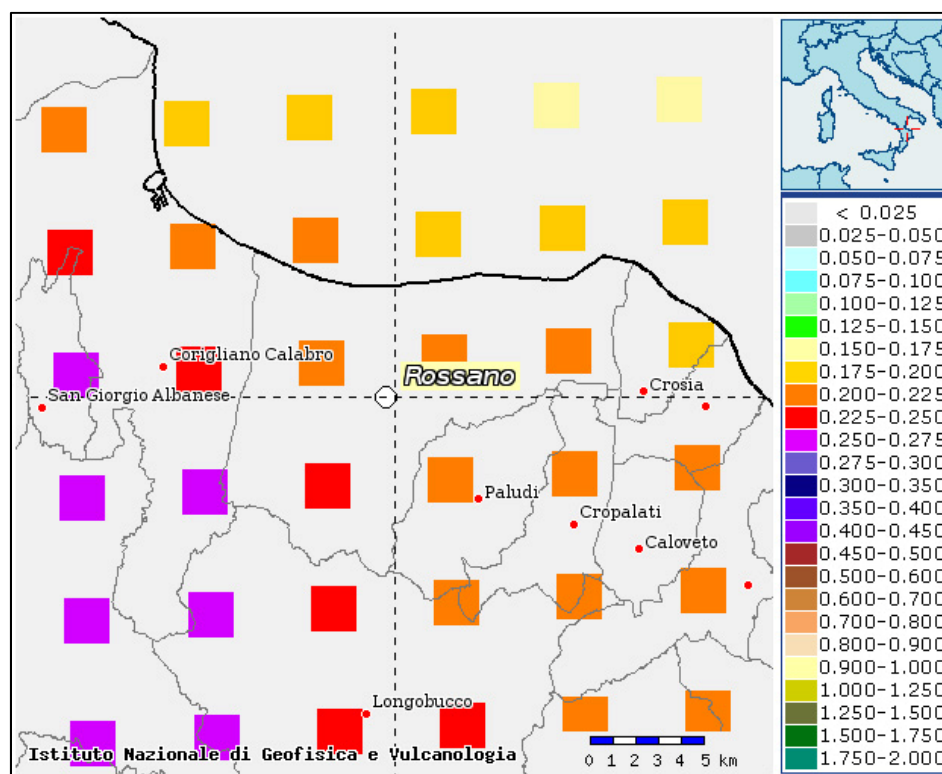 Corigliano Calabro
Rossano
San Giorgio Albanese
Crosia
Paludi
Cropalati
Caloveto
Longobucco
Istituto Nazionale di Geofisica e Vulcanologia
0 1 2 3 4 5 km
< 0.025
0.025-0.050
0.050-0.075
0.075-0.100
0.100-0.125
0.125-0.150
0.150-0.175
0.175-0.200
0.200-0.225
0.225-0.250
0.250-0.275
0.275-0.300
0.300-0.350
0.350-0.400
0.400-0.450
0.450-0.500
0.500-0.600
0.600-0.700
0.700-0.800
0.800-0.900
0.900-1.000
1.000-1.250
1.250-1.500
1.500-1.750
1.750-2.000